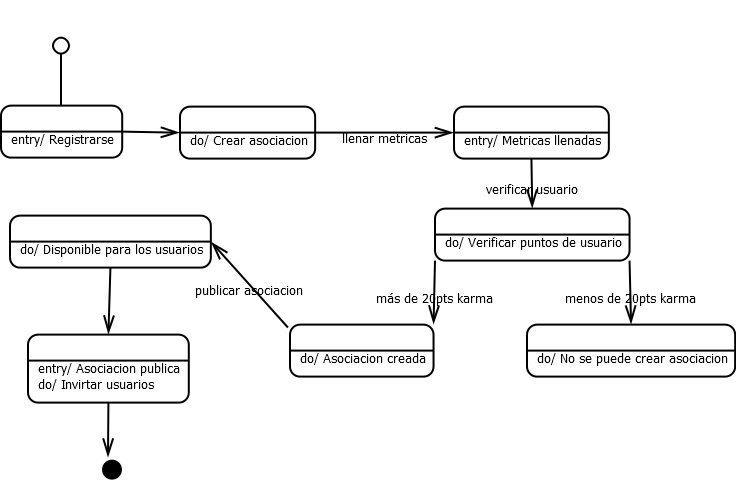 entry/ Registrarse
do/ Crear asociacion
llenar metricas
entry/ Metricas llenadas
verificar usuario
do/ Verificar puntos de usuario
do/ Disponible para los usuarios
publicar asociacion
más de 20pts karma
menos de 20pts karma
entry/ Asociacion publica
do/ Invirtar usuarios
do/ Asociacion creada
do/ No se puede crear asociacion